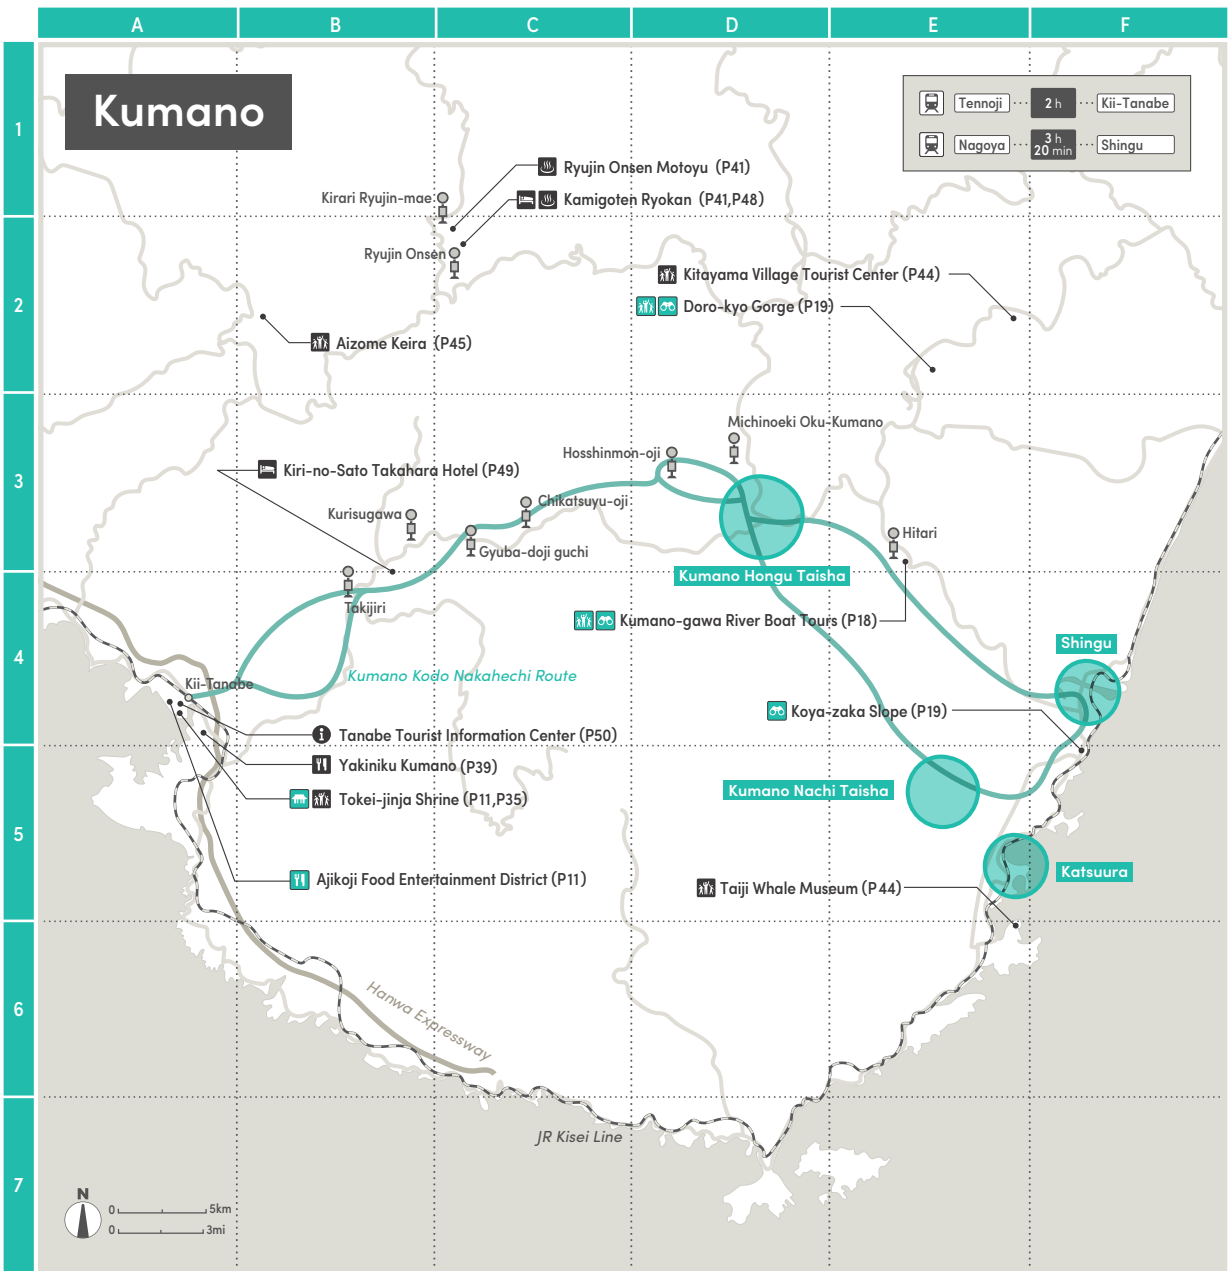 A B C D E F
1
2
3
4
5
6
7
Kumano
Tennoji 2 h Kii-Tanabe
Nagoya 3 h 20 min Shingu
Ryujin Onsen Motoyu (P41)
Kirari Ryujin-mae
Kamigoten Ryokan (P41,P48)
Ryujin Onsen
Kitayama Village Tourist Center (P44)
Doro-kyo Gorge (P19)
Aizome Keira (P45)
Michinoeki Oku-Kumano
Hosshinmon-oji
Kiri-no-Sato Takahara Hotel (P49)
Chikatsuyu-oji
Kurisugawa
Hitari
Gyuba-doji guchi
Kumano Hongu Taisha
Takijiri
Kumano-gawa River Boat Tours (P18)
Shingu
Kumano Kodo Nakahechi Route
Kii-Tanabe
Koya-zaka Slope (P19)
Tanabe Tourist Information Center (P50)
Yakiniku Kumano (P39)
Kumano Nachi Taisha
Tokei-jinja Shrine (P11,P35)
Katsuura
Ajikoji Food Entertainment District (P11)
Taiji Whale Museum (P44)
Hanwa Expressway
JR Kisei Line
N
0 5km
0 3mi